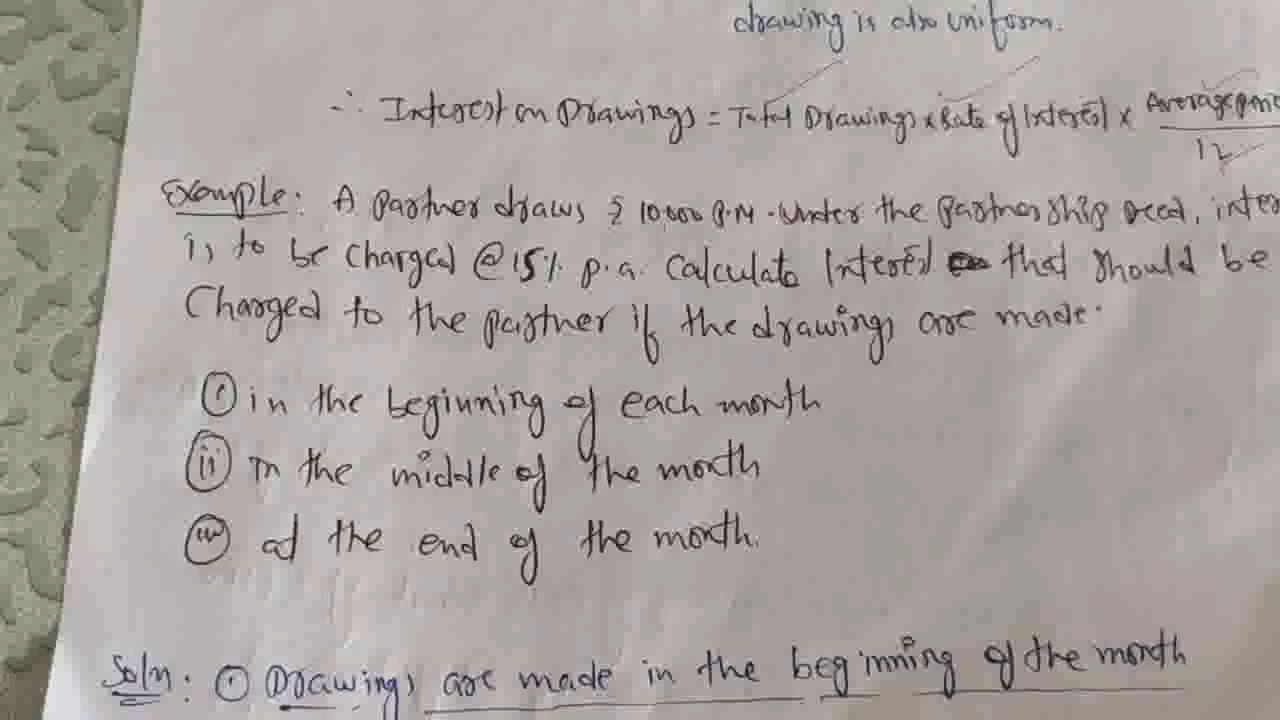 drawing is also uniform.
∴ Interest on Drawings = Total Drawings x Rate of Interest x Average
12
Example: A partner draws ₹ 10,000 P.M. Under the partnership Deed,
is to be charged @ 15% p.a. Calculate Interest that should be
Charged to the partner if the drawings are made.
(i) in the beginning of each month
(ii) in the middle of the month
(iii) at the end of the month.
Soln: (i) Drawings are made in the beginning of the month